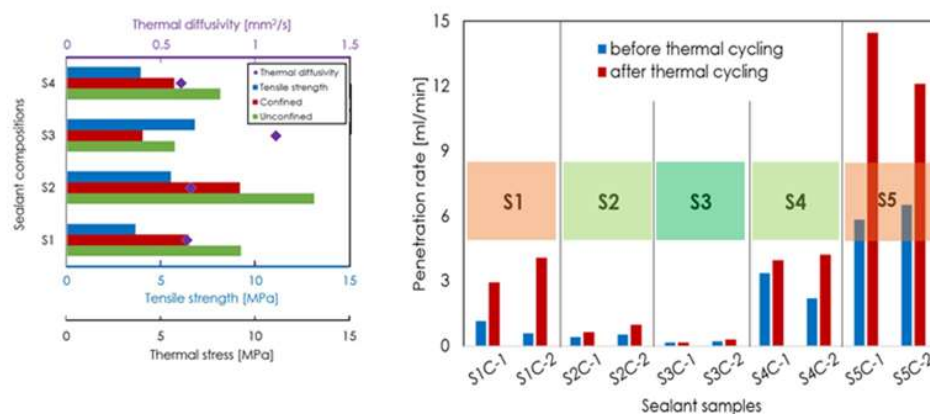 Thermal diffusivity [mm²/s]
0 0.5 1 1.5
Thermal diffusivity
Tensile strength
Confined
Unconfined
S4
S3
S2
S1
Sealant compositions
0 5 10 15
Tensile strength [MPa]
0 5 10 15
Thermal stress [MPa]
before thermal cycling
after thermal cycling
Penetration rate [ml/min]
15
12
9
6
3
0
S1 S2 S3 S4 S5
S1C-1 S1C-2 S2C-1 S2C-2 S3C-1 S3C-2 S4C-1 S4C-2 S5C-1 S5C-2
Sealant samples